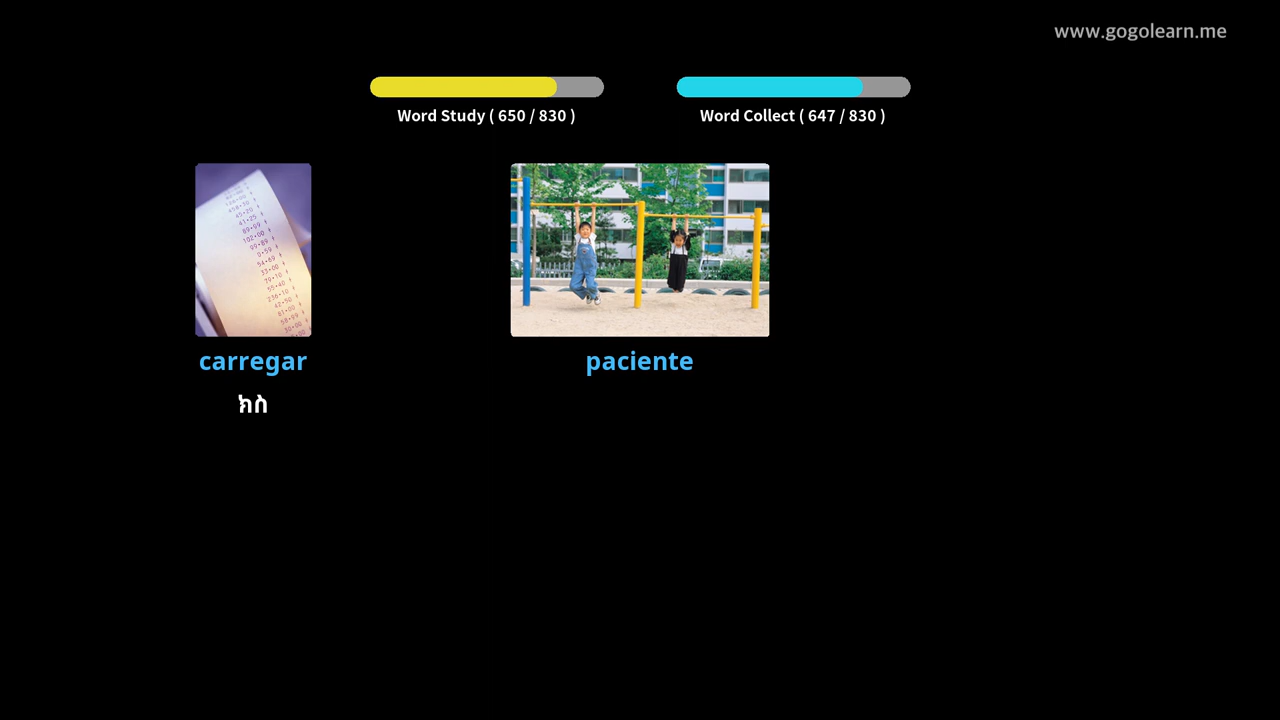 www.gogolearn.me
Word Study ( 650 / 830 )
Word Collect ( 647 / 830 )
carregar
paciente
ክስ